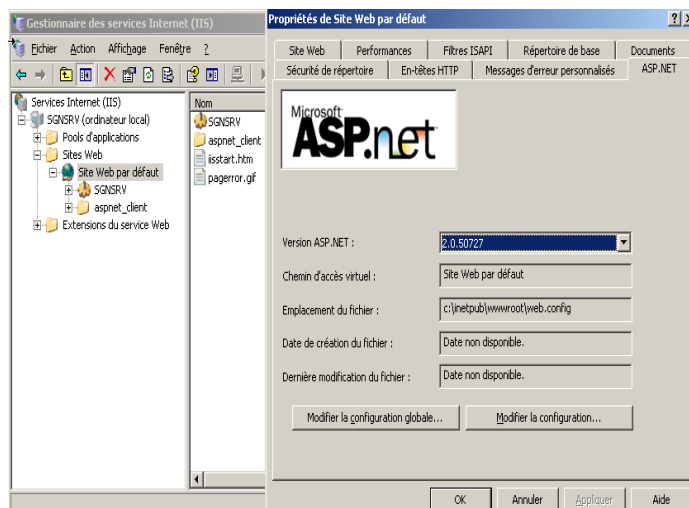 Gestionnaire des services Internet (IIS)
Fichier Action Affichage Fenêtre ?
Services Internet (IIS)
SGNSRV (ordinateur local)
Pools d'applications
Sites Web
Site Web par défaut
SGNSRV
aspnet_client
Extensions du service Web
Nom
SGNSRV
aspnet_client
iisstart.htm
pagerror.gif
Propriétés de Site Web par défaut
Site Web Performances Filtres ISAPI Répertoire de base Documents
Sécurité de répertoire En-têtes HTTP Messages d'erreur personnalisés ASP.NET
Microsoft
ASP.net
Version ASP.NET : 2.0.50727
Chemin d'accès virtuel : Site Web par défaut
Emplacement du fichier : c:\inetpub\wwwroot\web.config
Date de création du fichier : Date non disponible.
Dernière modification du fichier : Date non disponible.
Modifier la configuration globale... Modifier la configuration...
OK Annuler Appliquer Aide